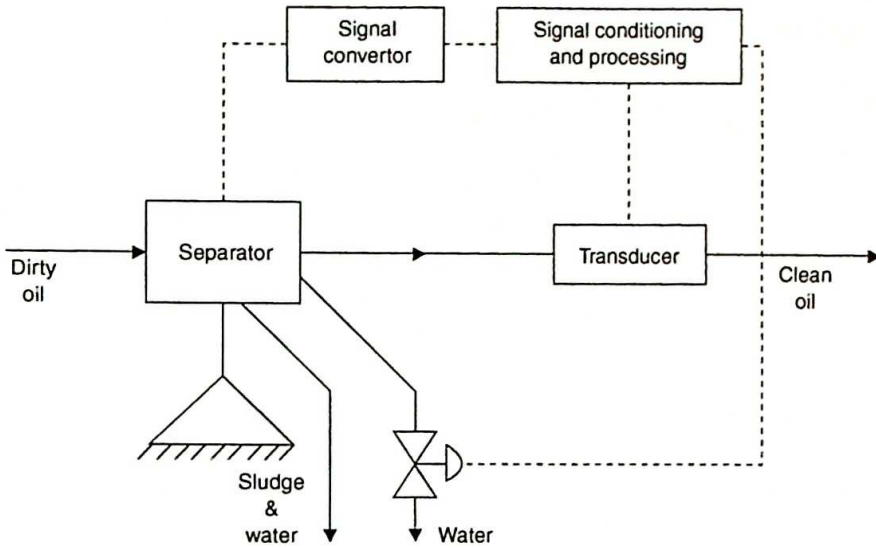 Signal
convertor
Signal conditioning
and processing
Separator
Transducer
Dirty
oil
Clean
oil
Sludge
&
water
Water